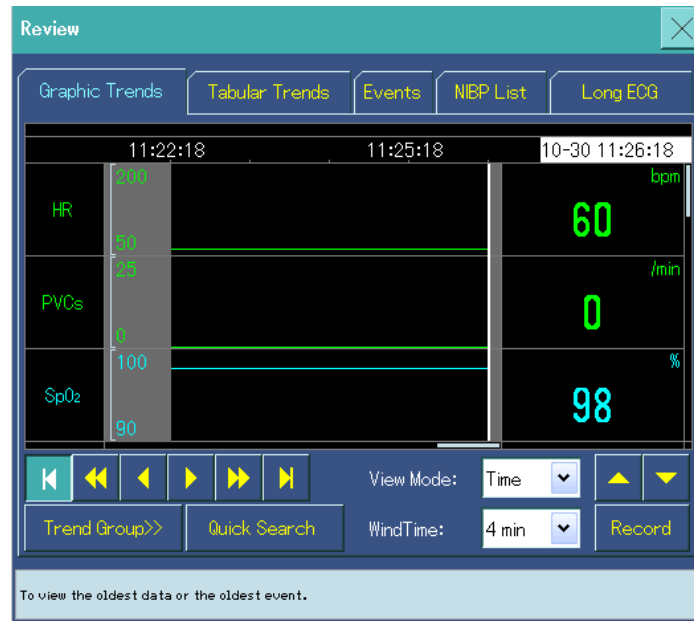 Review
Graphic Trends Tabular Trends Events NIBP List Long ECG
11:22:18 11:25:18 10-30 11:26:18
200 bpm
HR 60
50
25 /min
PVCs 0
0
100 %
SpO₂ 98
90
View Mode: Time
Trend Group>> Quick Search WindTime: 4 min Record
To view the oldest data or the oldest event.